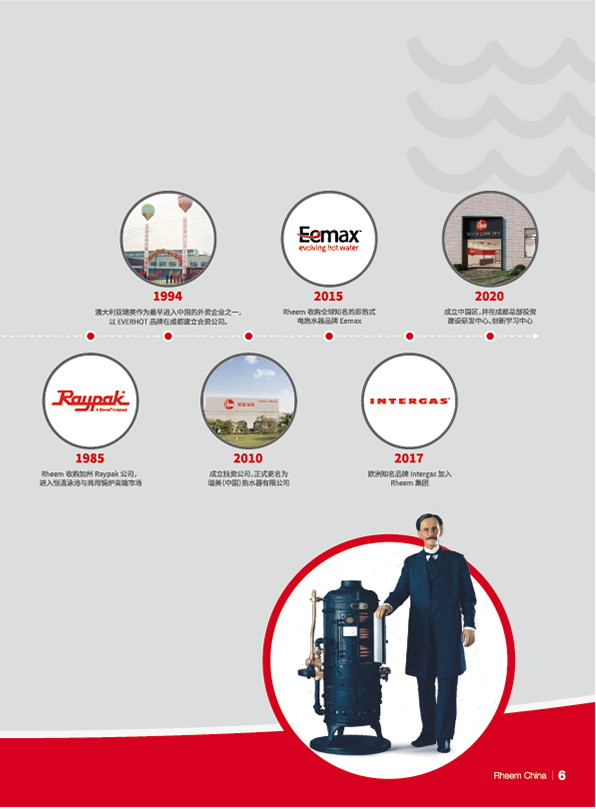 Eemax
evolving hot water
1994
2015
2020
澳大利亚瑞美作为最早进入中国的外资企业之一，
以 EVERHOT 品牌在成都建立合资公司。
Rheem 收购全球知名的即热式
电热水器品牌 Eemax
成立中国区，并在成都总部投资
建设研发中心、创新学习中心
Raypak
INTERGAS
1985
2010
2017
Rheem 收购加州 Raypak 公司，
进入恒温泳池与商用锅炉高端市场
成立独资公司，正式更名为
瑞美（中国）热水器有限公司
欧洲知名品牌 Intergas 加入
Rheem 集团
Rheem China | 6